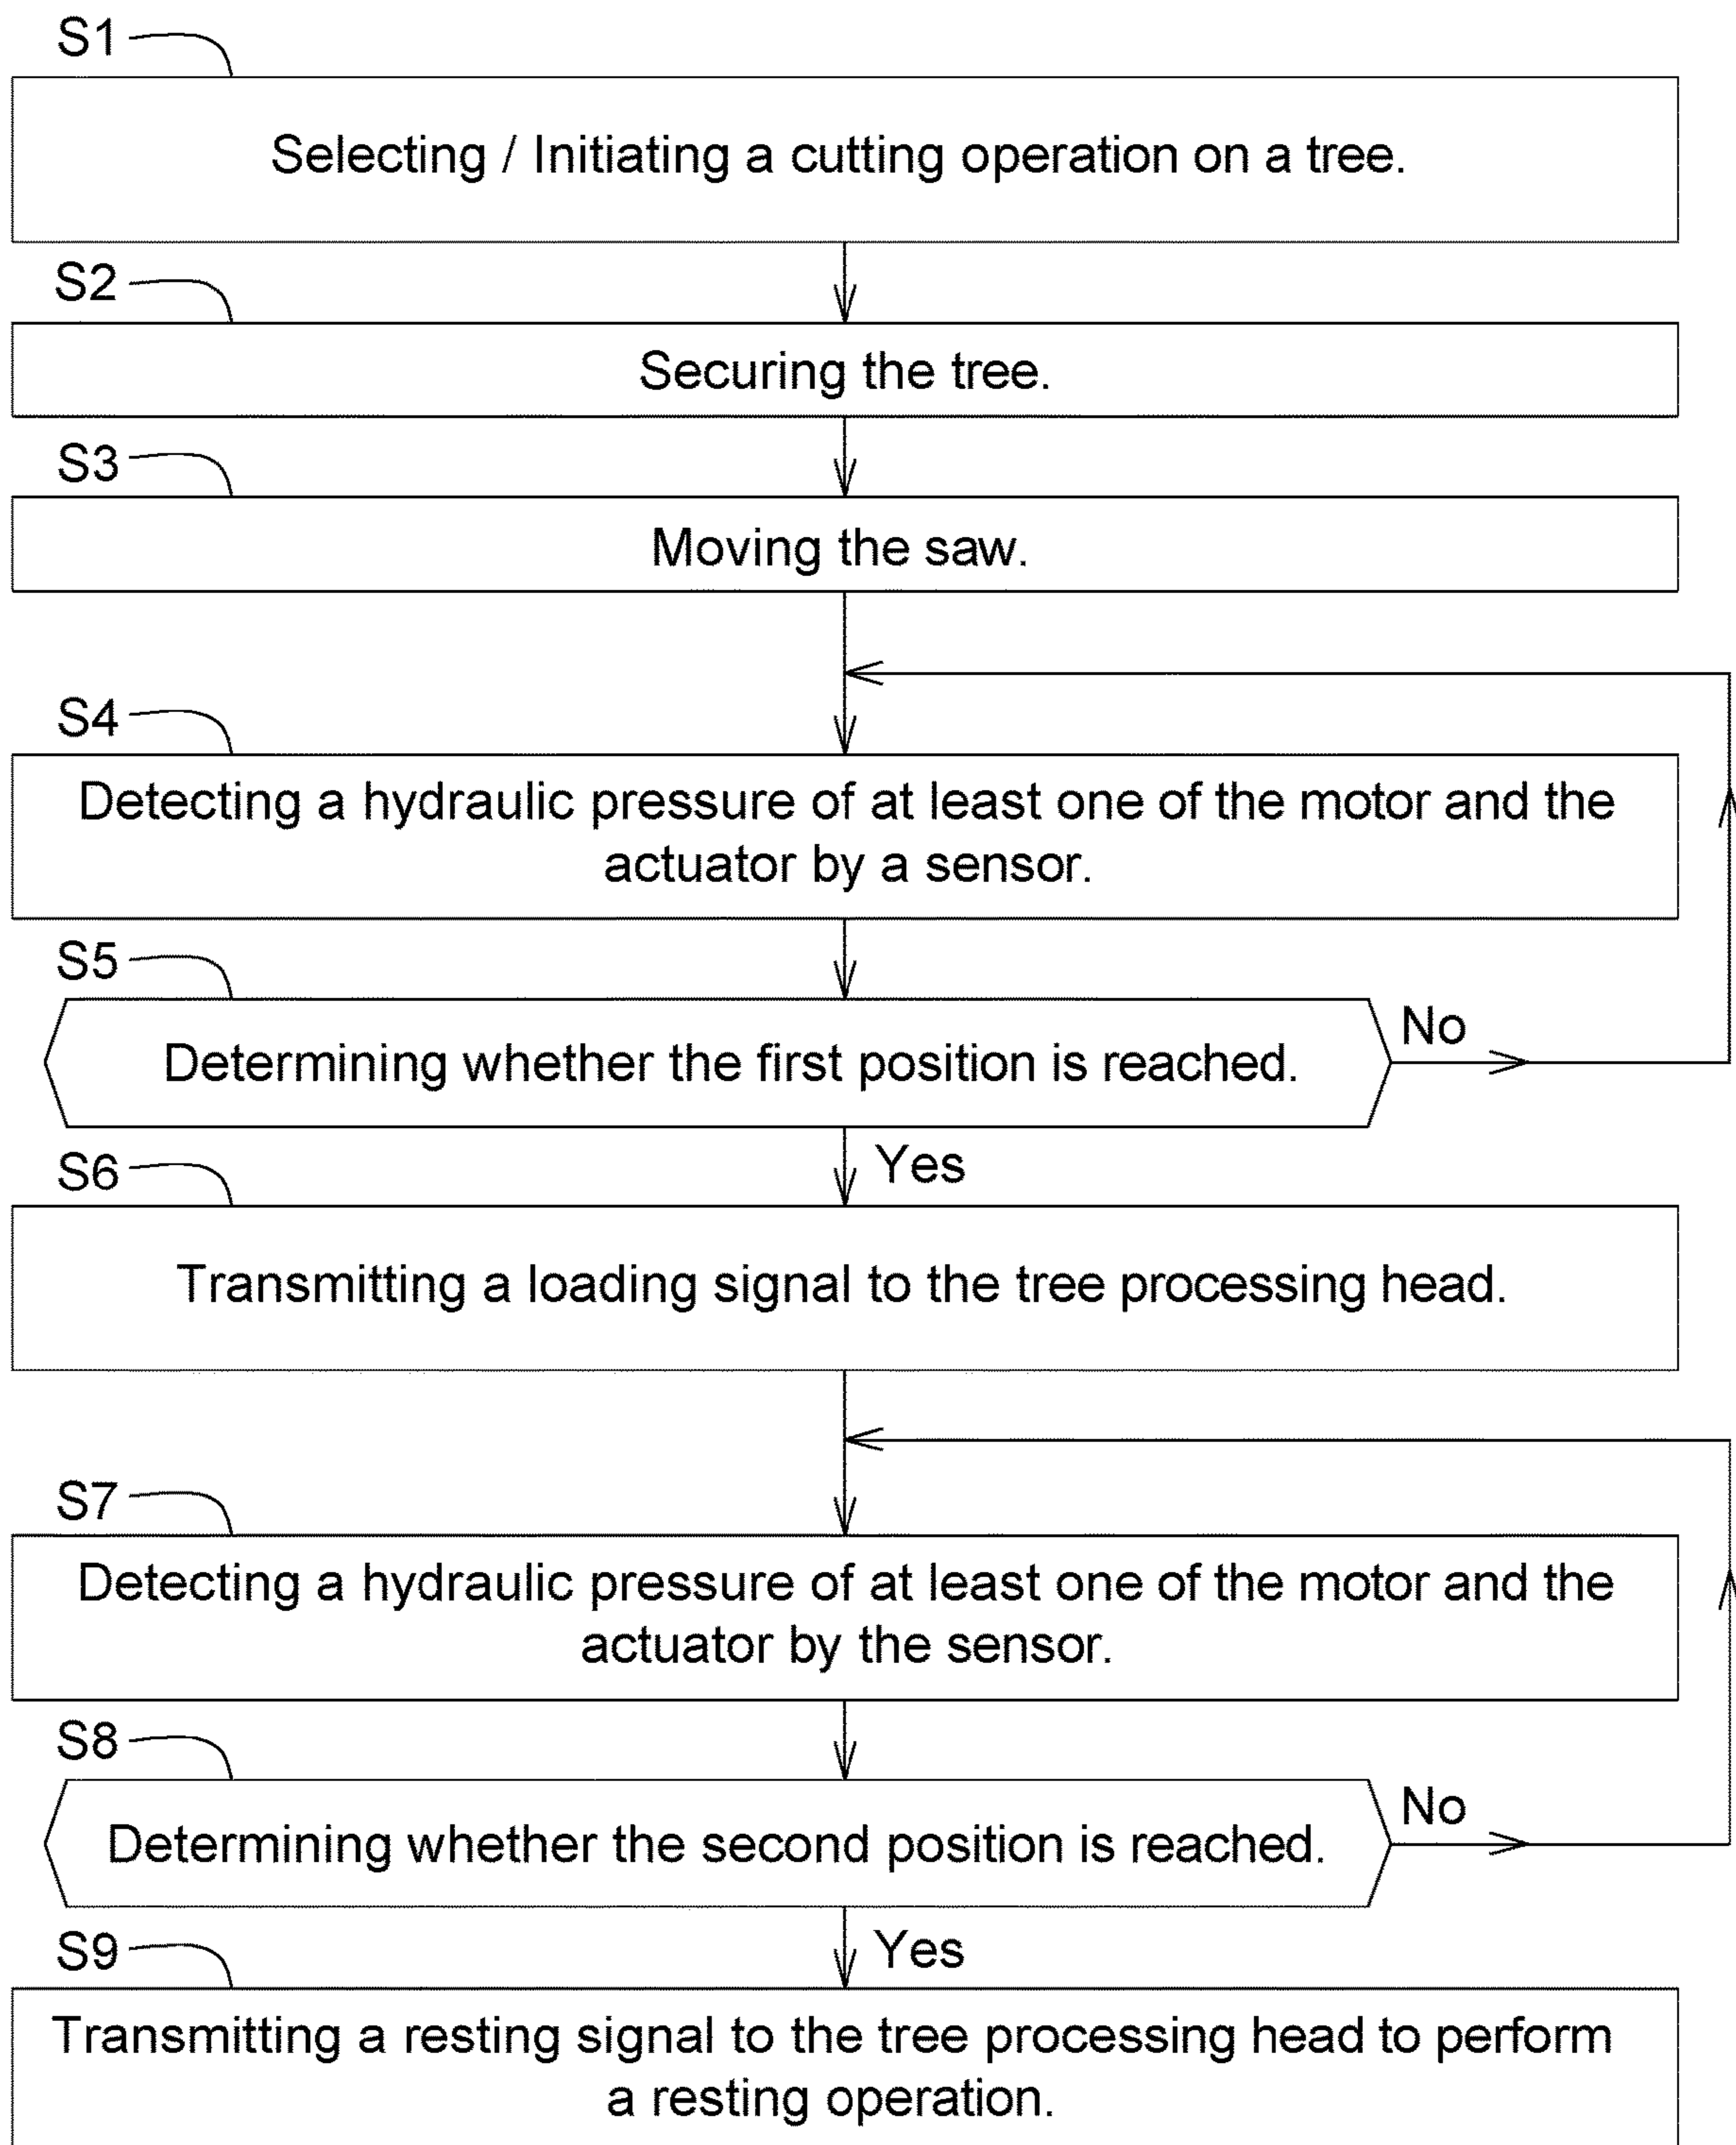 S1
Selecting / Initiating a cutting operation on a tree.
S2
Securing the tree.
S3
Moving the saw.
S4
Detecting a hydraulic pressure of at least one of the motor and the
actuator by a sensor.
S5
Determining whether the first position is reached.
No
Yes
S6
Transmitting a loading signal to the tree processing head.
S7
Detecting a hydraulic pressure of at least one of the motor and the
actuator by the sensor.
S8
Determining whether the second position is reached.
No
Yes
S9
Transmitting a resting signal to the tree processing head to perform
a resting operation.